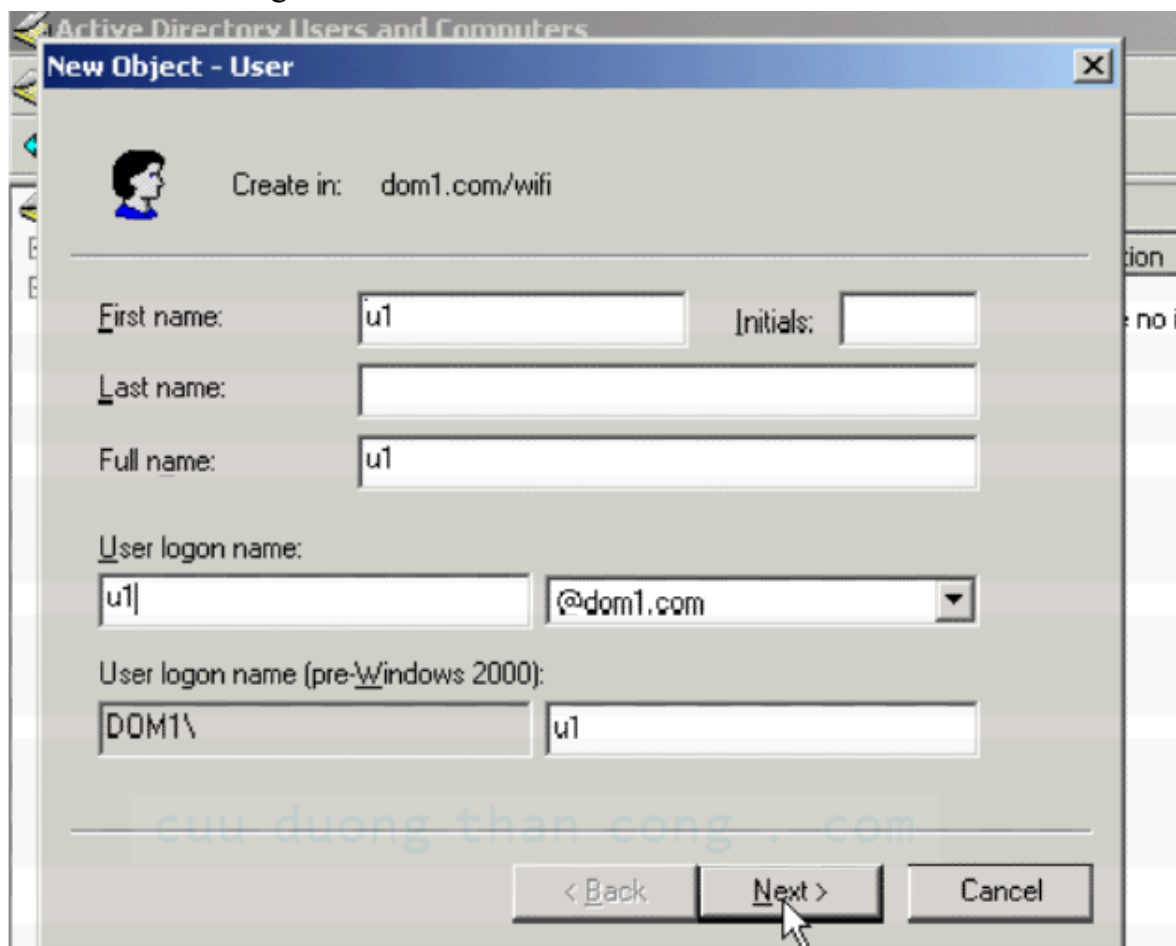 Active Directory Users and Computers
New Object - User
Create in: dom1.com/wifi
tion
First name: u1 Initials:
no i
Last name:
Full name: u1
User logon name:
u1 @dom1.com
User logon name (pre-Windows 2000):
DOM1\ u1
cuu duong than cong . com
< Back Next > Cancel